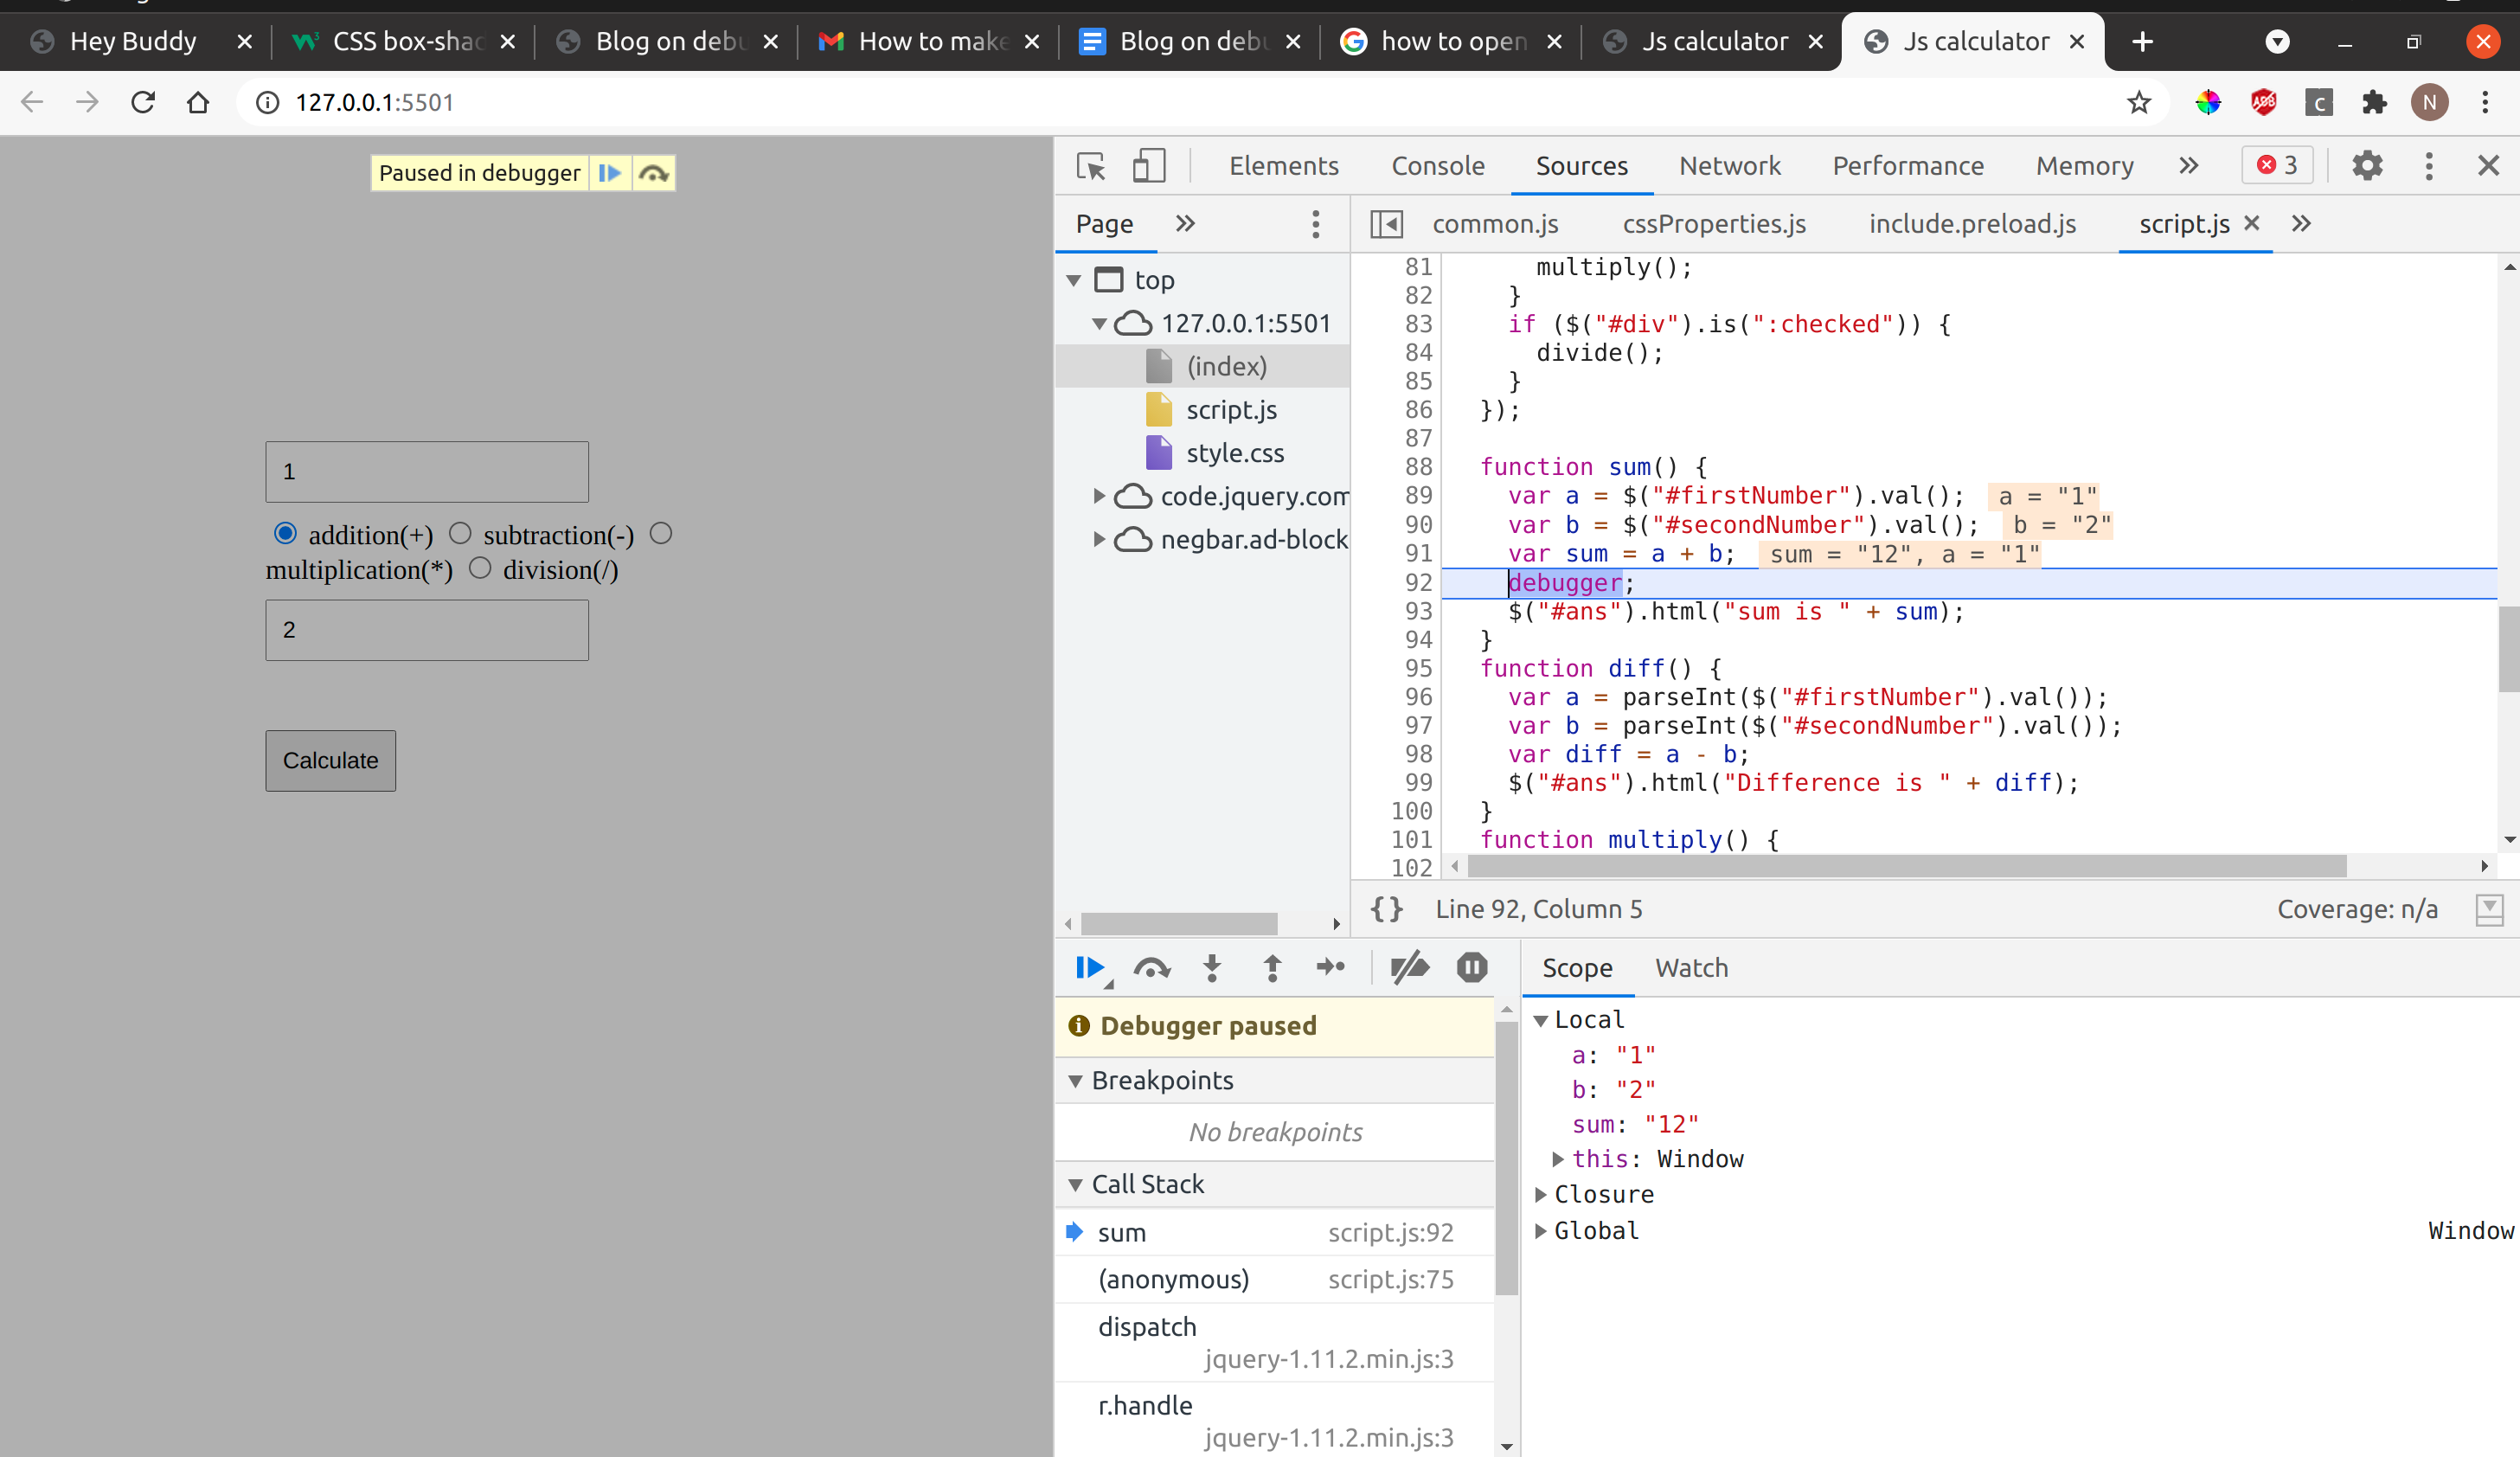 Hey Buddy
CSS box-shad
Blog on debu
How to make
Blog on debu
how to open
Js calculator
Js calculator
127.0.0.1:5501
ABB
C
N
Paused in debugger
1
addition(+) subtraction(-)
multiplication(*) division(/)
2
Calculate
Elements Console Sources Network Performance Memory » 3
Page »
common.js cssProperties.js include.preload.js script.js »
top
127.0.0.1:5501
(index)
script.js
style.css
code.jquery.com
negbar.ad-block
81 multiply();
82 }
83 if ($("#div").is(":checked")) {
84 divide();
85 }
86 });
87
88 function sum() {
89 var a = $("#firstNumber").val(); a = "1"
90 var b = $("#secondNumber").val(); b = "2"
91 var sum = a + b; sum = "12", a = "1"
92 debugger;
93 $("#ans").html("sum is " + sum);
94 }
95 function diff() {
96 var a = parseInt($("#firstNumber").val());
97 var b = parseInt($("#secondNumber").val());
98 var diff = a - b;
99 $("#ans").html("Difference is " + diff);
100 }
101 function multiply() {
102
{} Line 92, Column 5 Coverage: n/a
Debugger paused
Breakpoints
No breakpoints
Call Stack
sum script.js:92
(anonymous) script.js:75
dispatch
jquery-1.11.2.min.js:3
r.handle
jquery-1.11.2.min.js:3
Scope Watch
Local
a: "1"
b: "2"
sum: "12"
this: Window
Closure
Global Window